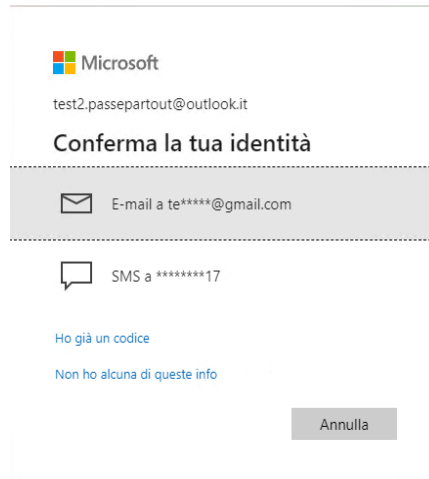 Microsoft
test2.passepartout@outlook.it
Conferma la tua identità
E-mail a te*****@gmail.com
SMS a ********17
Ho già un codice
Non ho alcuna di queste info
Annulla